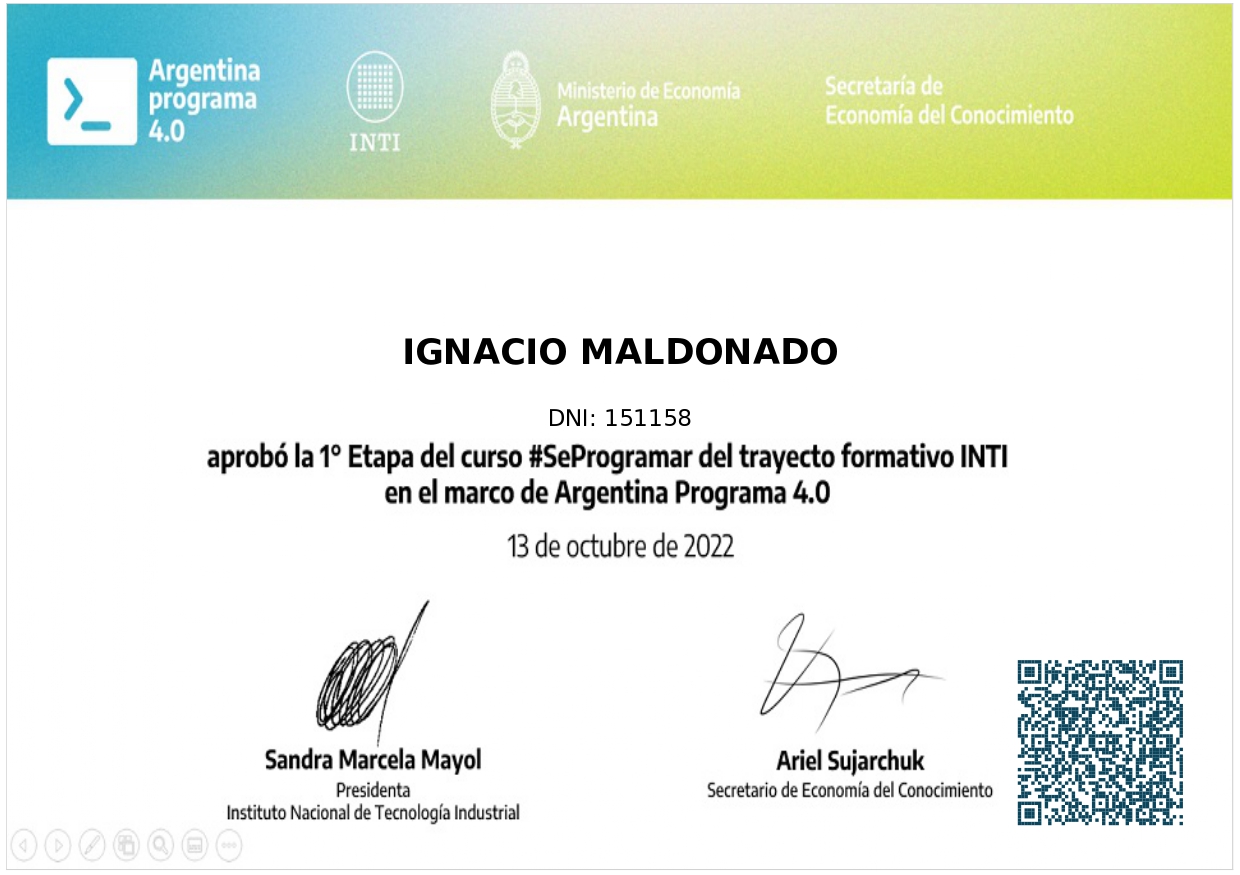 Argentina
programa
4.0
INTI
Ministerio de Economía
Argentina
Secretaría de
Economía del Conocimiento
IGNACIO MALDONADO
DNI: 151158
aprobó la 1° Etapa del curso #SeProgramar del trayecto formativo INTI
en el marco de Argentina Programa 4.0
13 de octubre de 2022
Sandra Marcela Mayol
Presidenta
Instituto Nacional de Tecnología Industrial
Ariel Sujarchuk
Secretario de Economía del Conocimiento